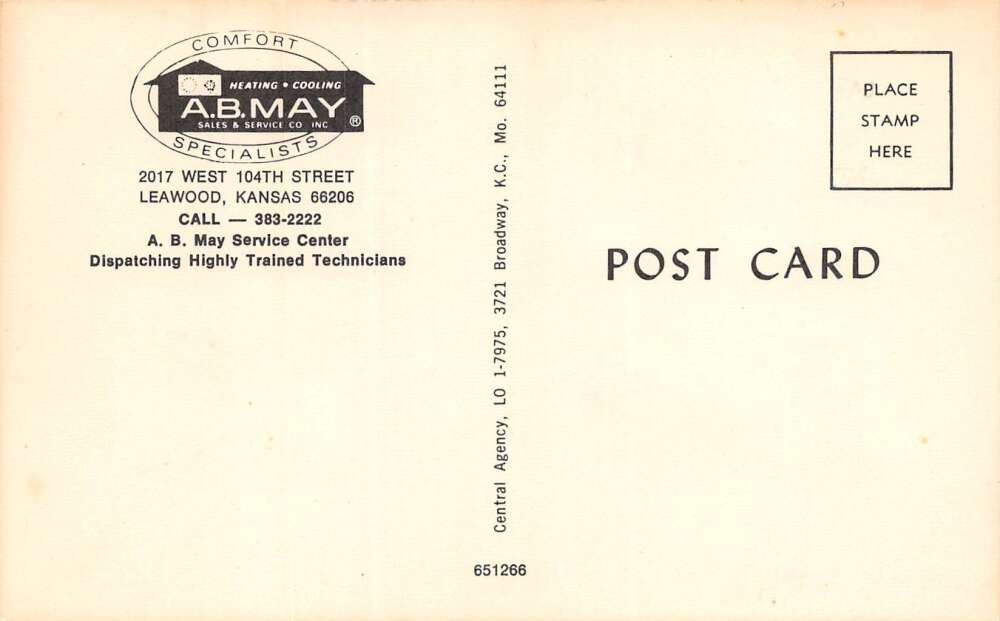 COMFORT
HEATING • COOLING
A.B.MAY
SALES & SERVICE CO INC ®
SPECIALISTS
2017 WEST 104TH STREET
LEAWOOD, KANSAS 66206
CALL — 383-2222
A. B. May Service Center
Dispatching Highly Trained Technicians
Central Agency, LO 1-7975, 3721 Broadway, K.C., Mo. 64111
651266
PLACE
STAMP
HERE
POST CARD